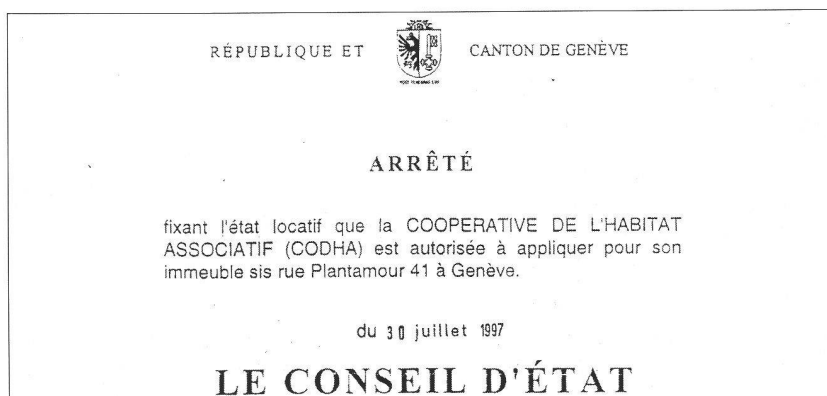 RÉPUBLIQUE ET CANTON DE GENÈVE
ARRÊTÉ
fixant l'état locatif que la COOPERATIVE DE L'HABITAT
ASSOCIATIF (CODHA) est autorisée à appliquer pour son
immeuble sis rue Plantamour 41 à Genève.
du 30 juillet 1997
LE CONSEIL D'ÉTAT